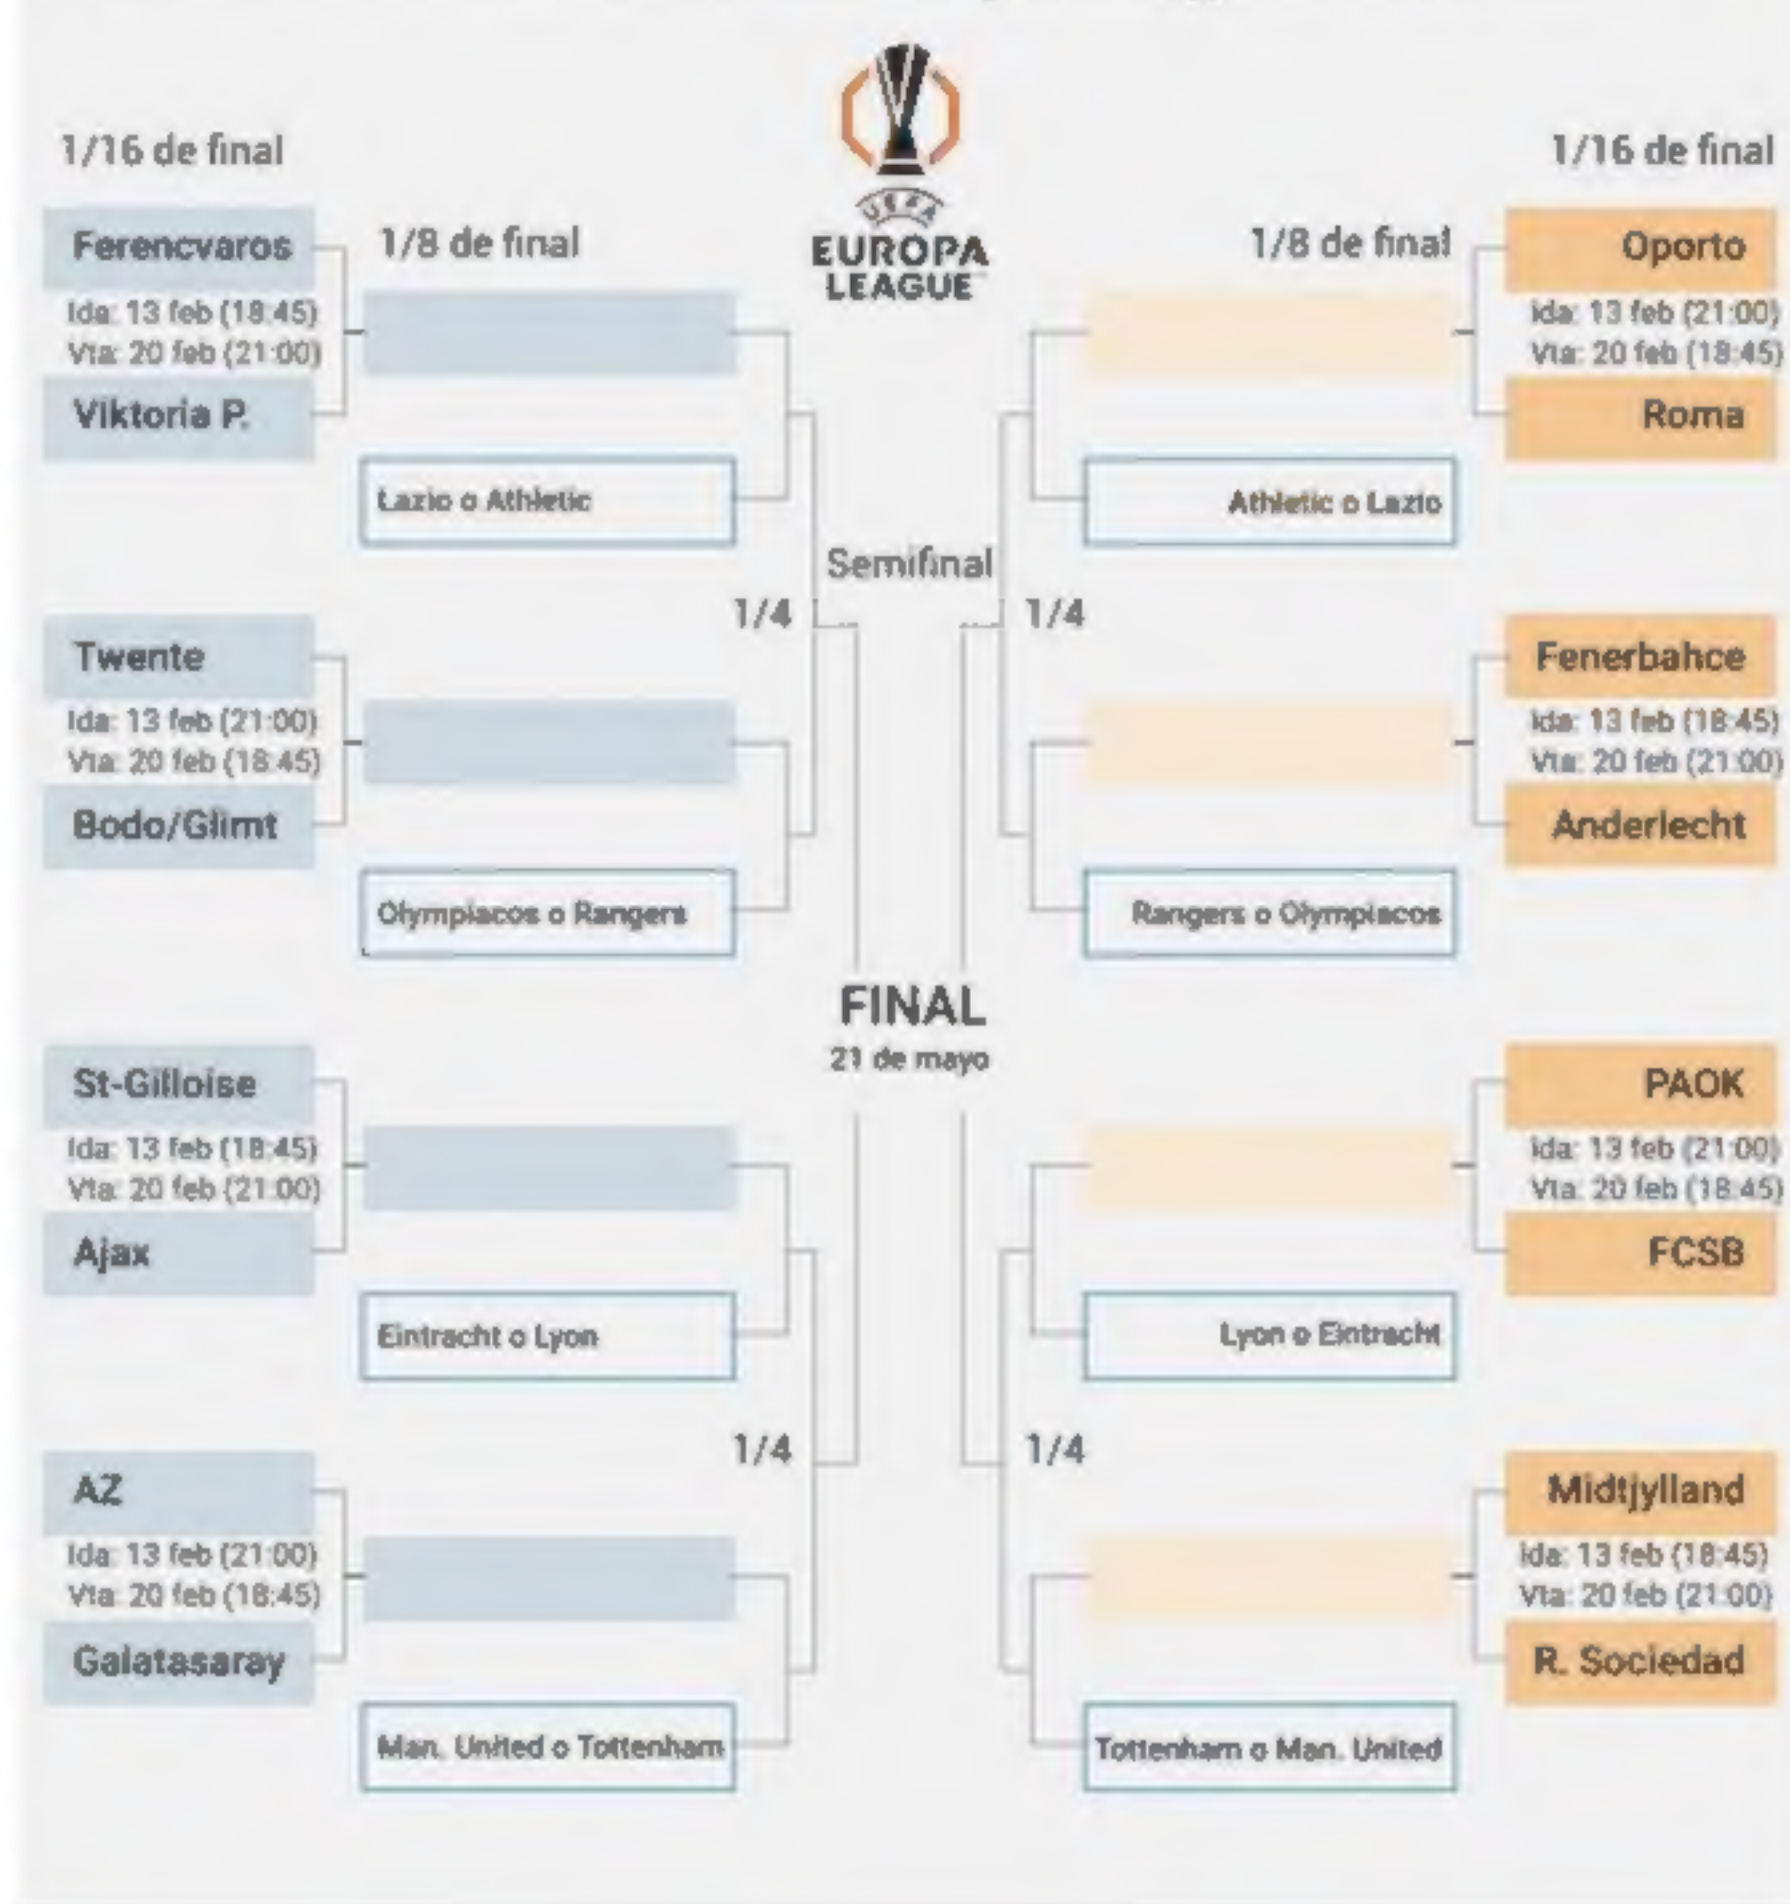 1/16 de final
Ferencvaros
Ida: 13 feb (18:45)
Vta: 20 feb (21:00)
Viktoria P.
Twente
Ida: 13 feb (21:00)
Vta: 20 feb (18:45)
Bodo/Glimt
St-Gilloise
Ida: 13 feb (18:45)
Vta: 20 feb (21:00)
Ajax
AZ
Ida: 13 feb (21:00)
Vta: 20 feb (18:45)
Galatasaray
1/8 de final
Lazio o Athletic
Olympiacos o Rangers
Eintracht o Lyon
Man. United o Tottenham
1/4
1/4
UEFA
EUROPA
LEAGUE
Semifinal
FINAL
21 de mayo
1/4
1/4
1/8 de final
Athletic o Lazio
Rangers o Olympiacos
Lyon o Eintracht
Tottenham o Man. United
1/16 de final
Oporto
Ida: 13 feb (21:00)
Vta: 20 feb (18:45)
Roma
Fenerbahce
Ida: 13 feb (18:45)
Vta: 20 feb (21:00)
Anderlecht
PAOK
Ida: 13 feb (21:00)
Vta: 20 feb (18:45)
FCSB
Midtjylland
Ida: 13 feb (18:45)
Vta: 20 feb (21:00)
R. Sociedad